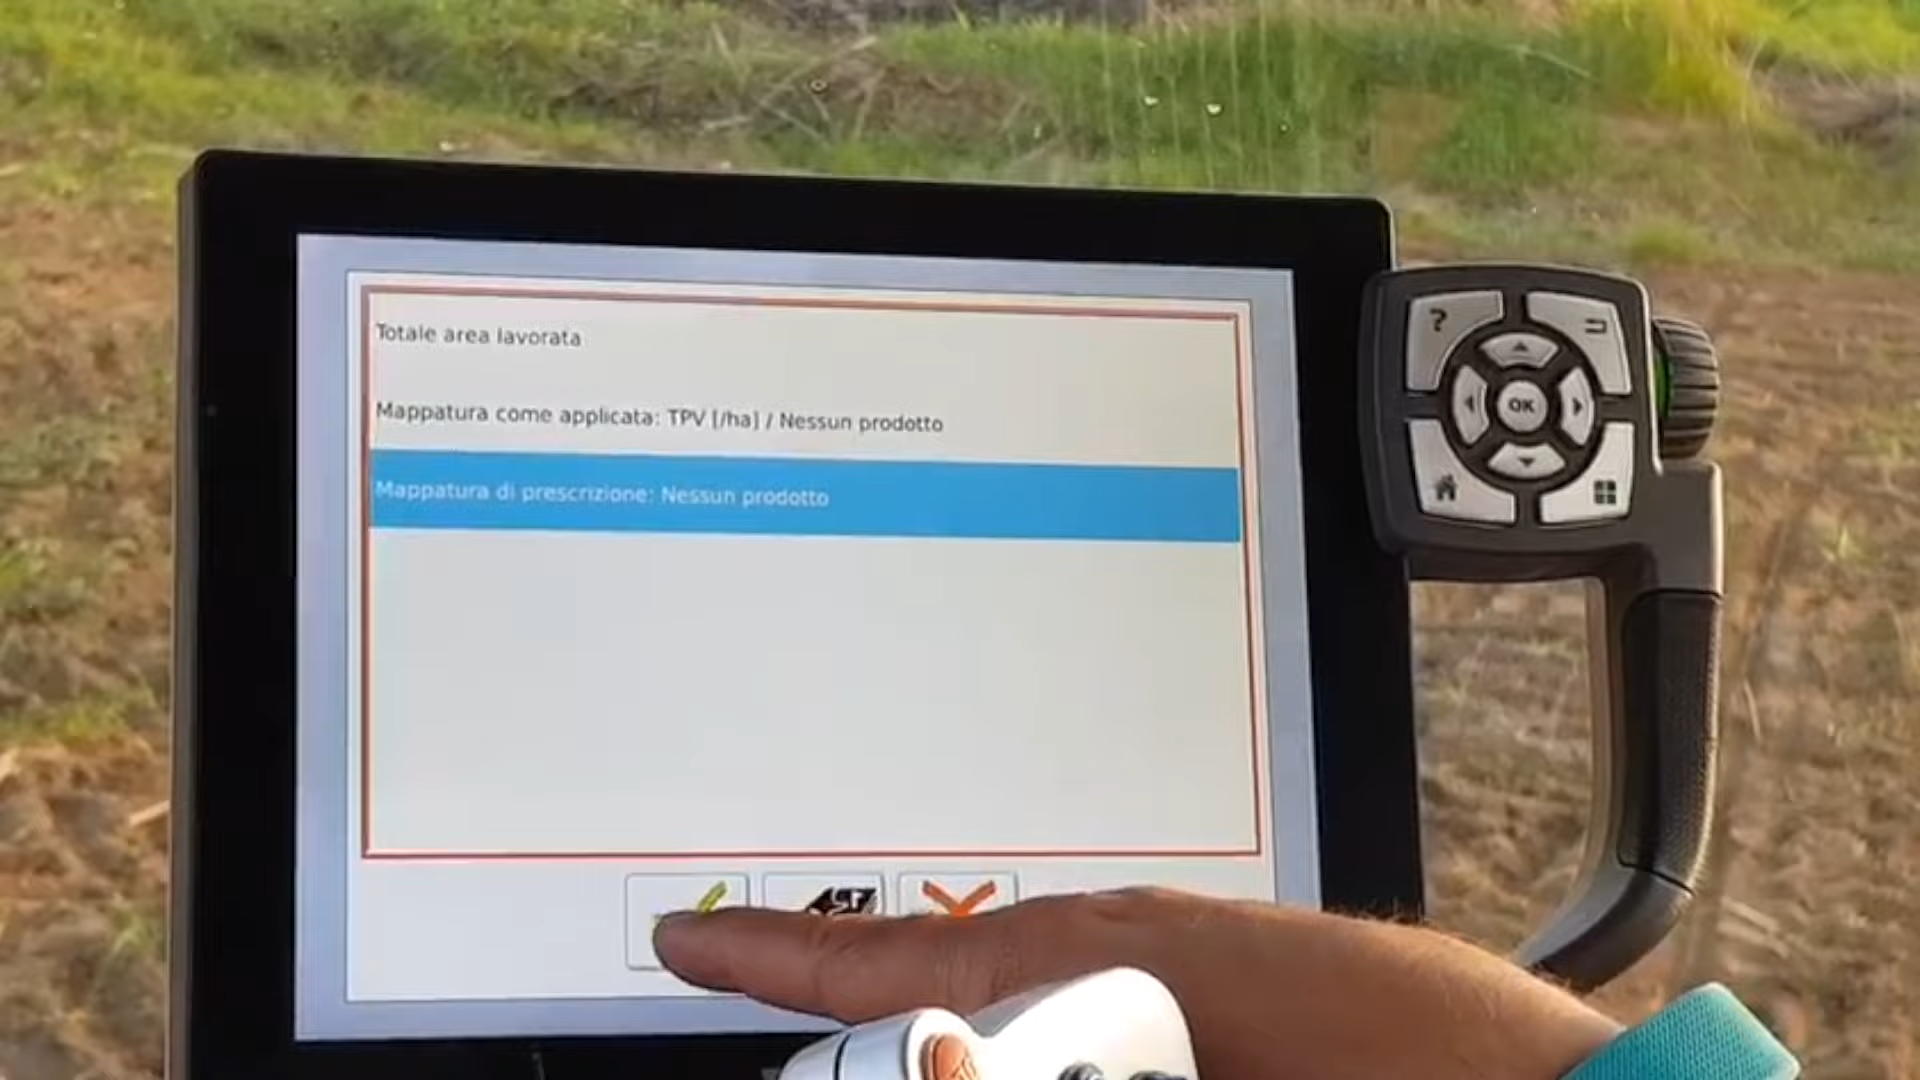 Totale area lavorata
Mappatura come applicata: TPV [/ha] / Nessun prodotto
Mappatura di prescrizione: Nessun prodotto
?
OK